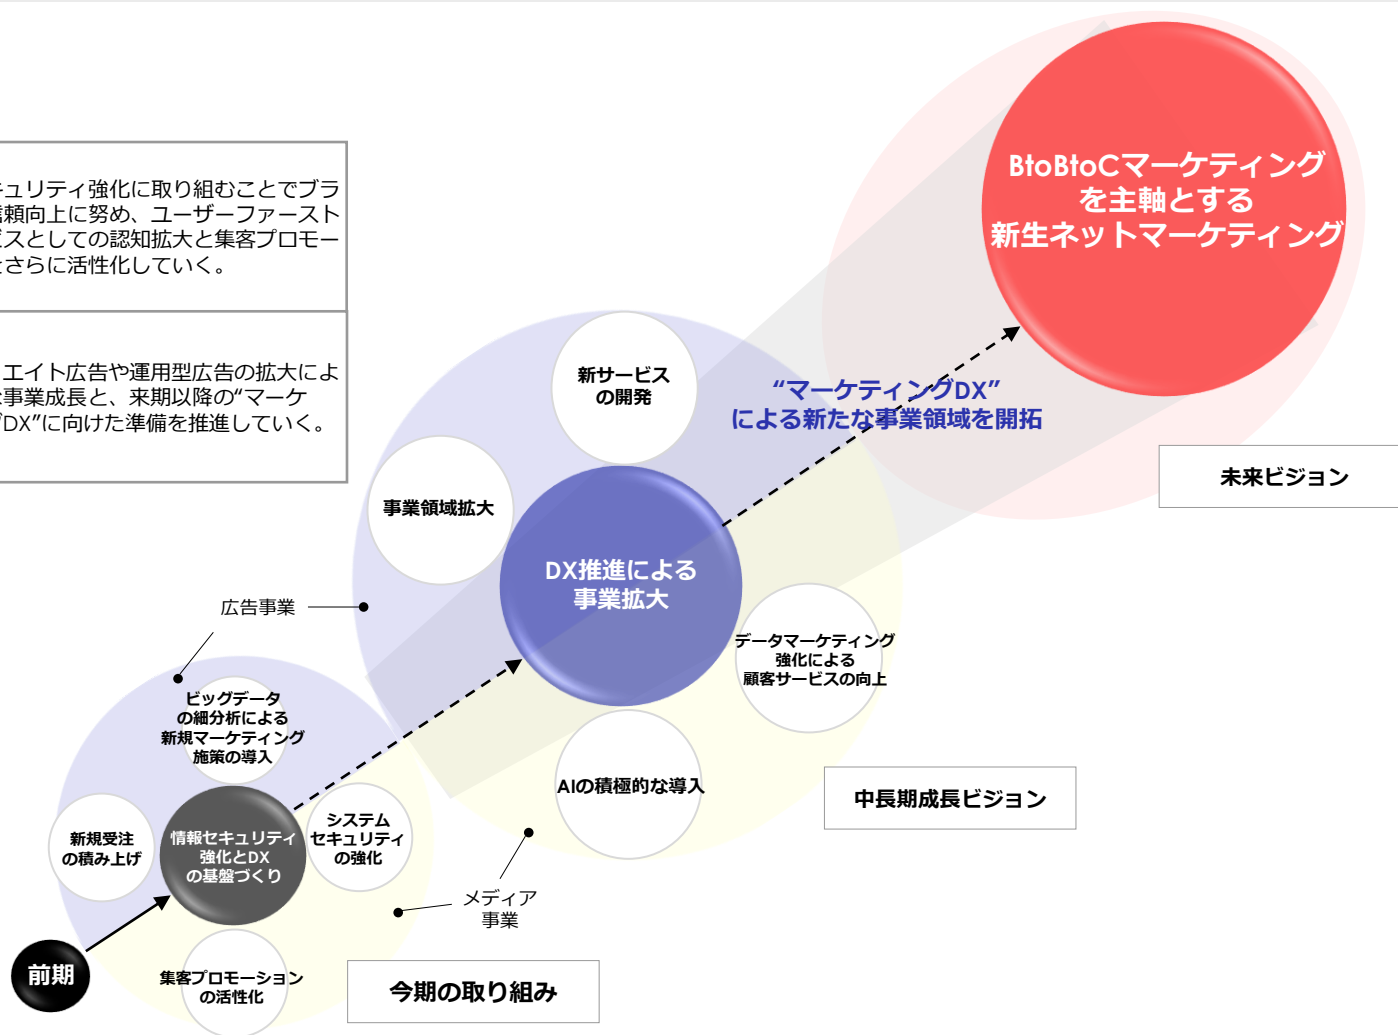 キュリティ強化に取り組むことでブラ
信頼向上に努め、ユーザーファースト
ビスとしての認知拡大と集客プロモー
をさらに活性化していく。
エイト広告や運用型広告の拡大によ
な事業成長と、来期以降の“マーケ
グDX”に向けた準備を推進していく。
BtoBtoCマーケティング
を主軸とする
新生ネットマーケティング
未来ビジョン
“マーケティングDX”
による新たな事業領域を開拓
新サービス
の開発
事業領域拡大
DX推進による
事業拡大
データマーケティング
強化による
顧客サービスの向上
AIの積極的な導入
中長期成長ビジョン
広告事業
ビッグデータ
の細分析による
新規マーケティング
施策の導入
新規受注
の積み上げ
情報セキュリティ
強化とDX
の基盤づくり
システム
セキュリティ
の強化
メディア
事業
集客プロモーション
の活性化
前期
今期の取り組み